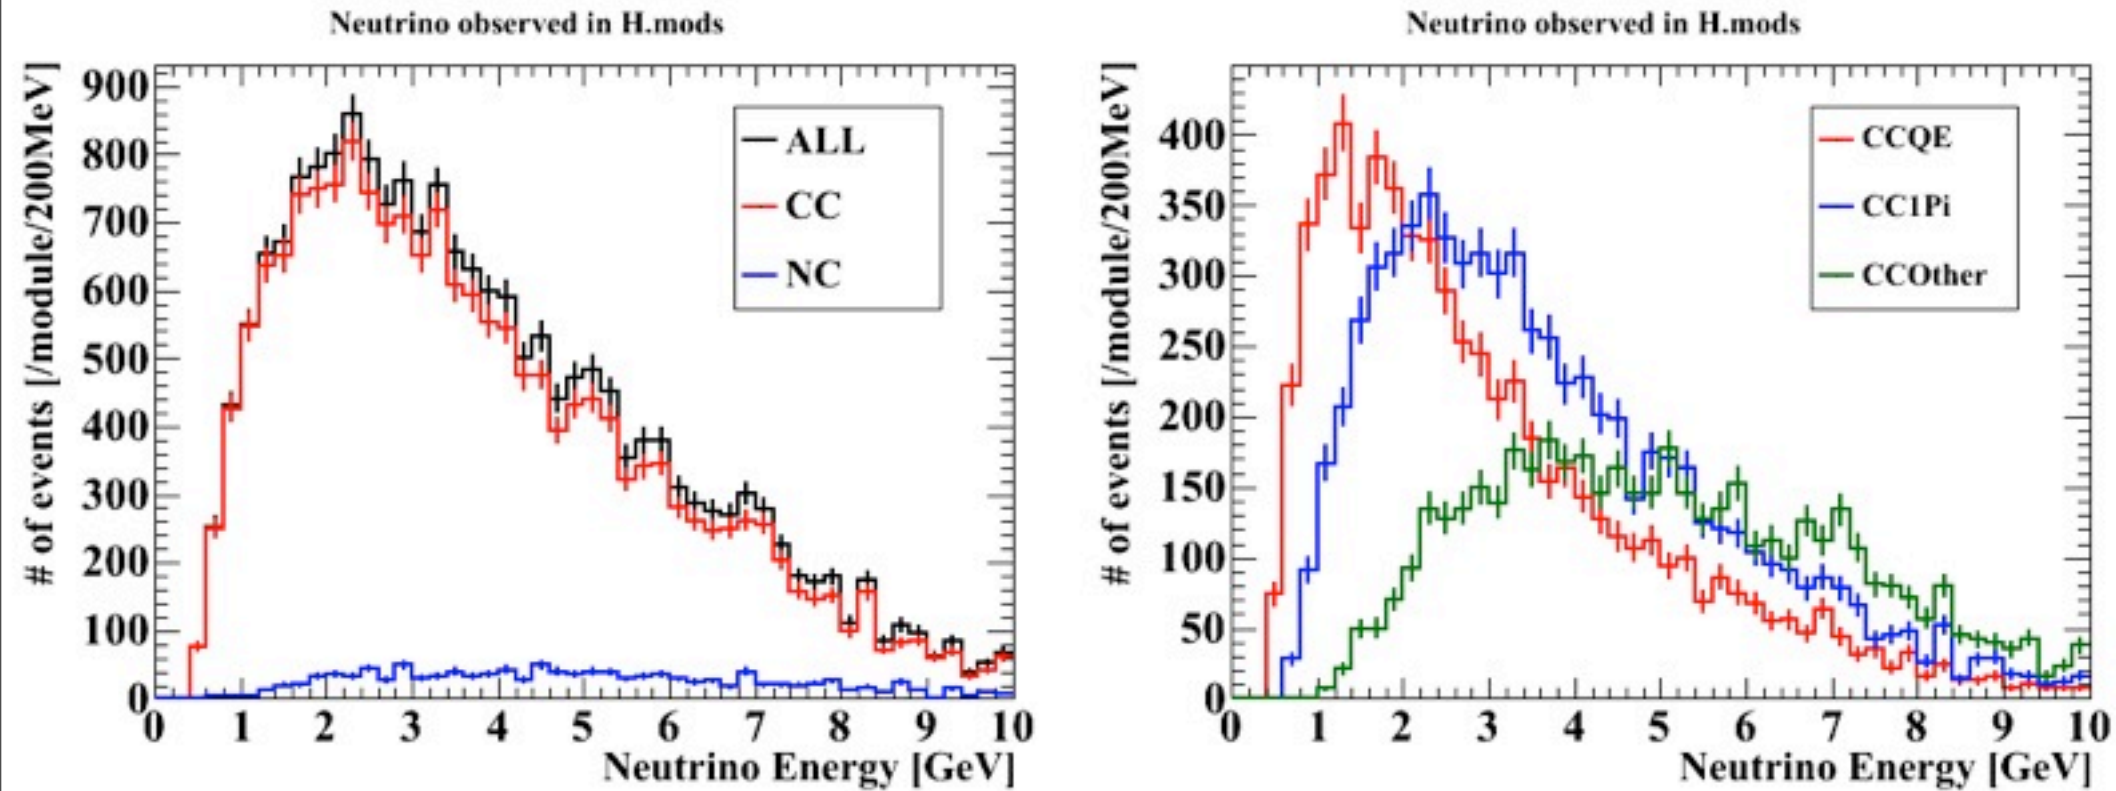 Neutrino observed in H.mods
# of events [/module/200MeV]
900
800
700
600
500
400
300
200
100
0
0 1 2 3 4 5 6 7 8 9 10
Neutrino Energy [GeV]
ALL
CC
NC
Neutrino observed in H.mods
# of events [/module/200MeV]
400
350
300
250
200
150
100
50
0
0 1 2 3 4 5 6 7 8 9 10
Neutrino Energy [GeV]
CCQE
CC1Pi
CCOther